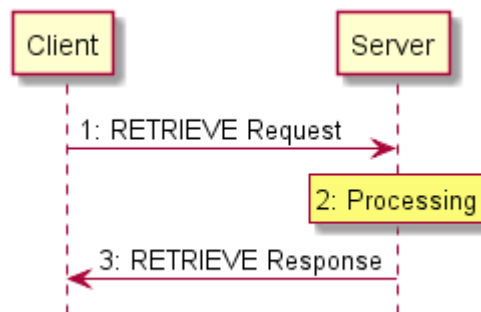 Client
Server
1: RETRIEVE Request
2: Processing
3: RETRIEVE Response